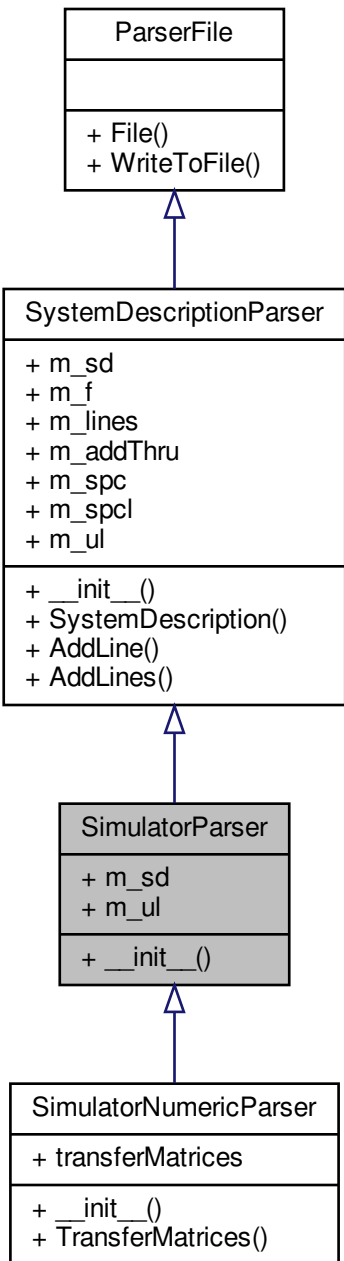 ParserFile
+ File()
+ WriteToFile()
SystemDescriptionParser
+ m_sd
+ m_f
+ m_lines
+ m_addThru
+ m_spc
+ m_spcl
+ m_ul
+ __init__()
+ SystemDescription()
+ AddLine()
+ AddLines()
SimulatorParser
+ m_sd
+ m_ul
+ __init__()
SimulatorNumericParser
+ transferMatrices
+ __init__()
+ TransferMatrices()